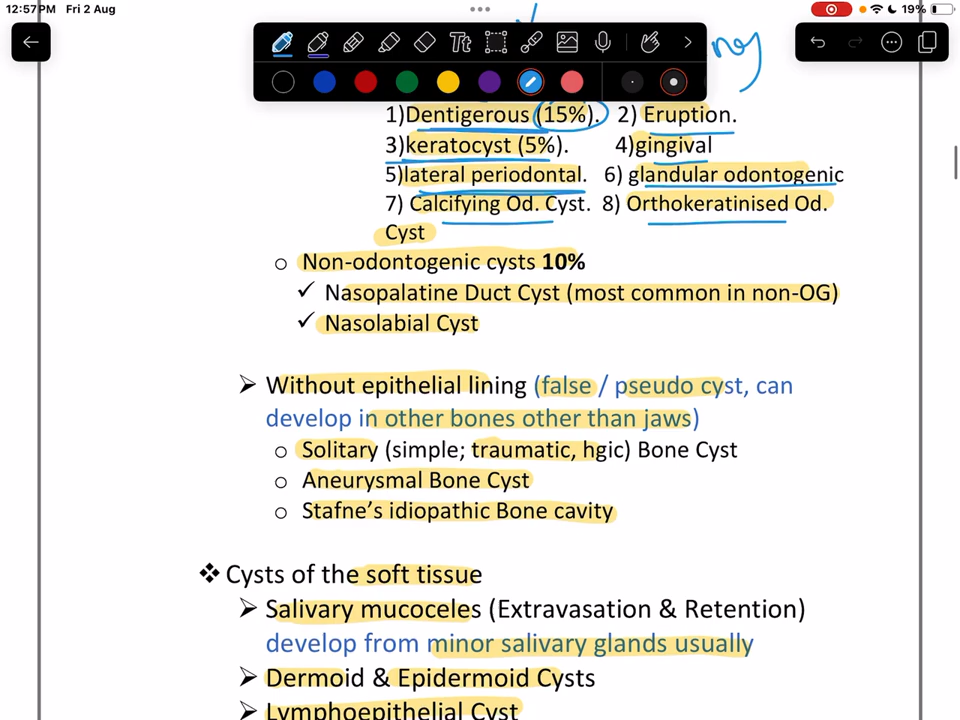 12:57 PM Fri 2 Aug
19%
Tt
1)Dentigerous (15%). 2) Eruption.
3)keratocyst (5%). 4)gingival
5)lateral periodontal. 6) glandular odontogenic
7) Calcifying Od. Cyst. 8) Orthokeratinised Od.
Cyst
o Non-odontogenic cysts 10%
✓ Nasopalatine Duct Cyst (most common in non-OG)
✓ Nasolabial Cyst
➢ Without epithelial lining (false / pseudo cyst, can
develop in other bones other than jaws)
o Solitary (simple; traumatic, hgic) Bone Cyst
o Aneurysmal Bone Cyst
o Stafne's idiopathic Bone cavity
❖ Cysts of the soft tissue
➢ Salivary mucoceles (Extravasation & Retention)
develop from minor salivary glands usually
➢ Dermoid & Epidermoid Cysts
➢ Lymphoepithelial Cyst